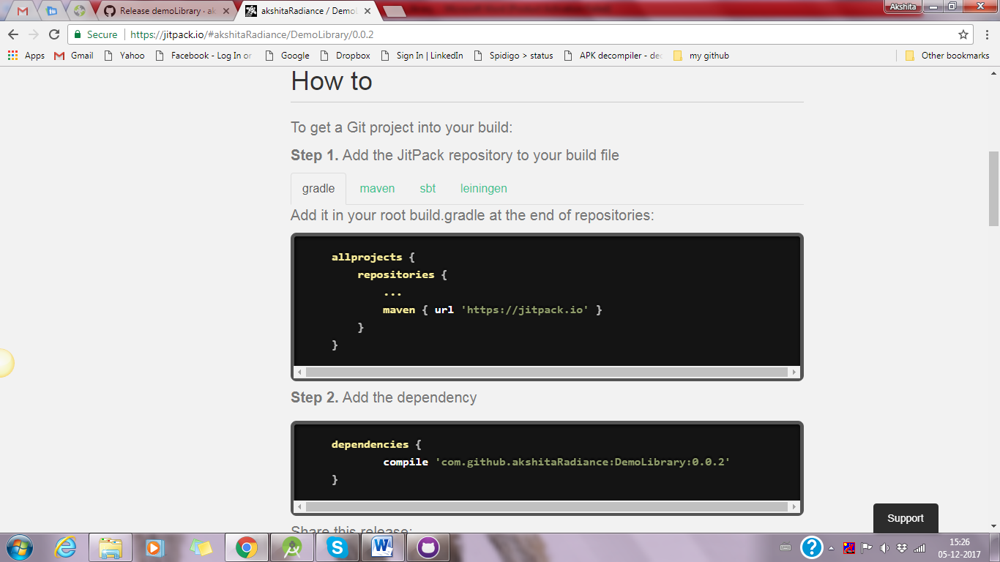 Release demoLibrary · ak
akshitaRadiance / DemoL
Akshita
Secure
https://jitpack.io/#akshitaRadiance/DemoLibrary/0.0.2
Apps
Gmail
Yahoo
Facebook - Log In or
Google
Dropbox
Sign In | LinkedIn
Spidigo > status
APK decompiler - dec
my github
Other bookmarks
How to
To get a Git project into your build:
Step 1. Add the JitPack repository to your build file
gradle
maven
sbt
leiningen
Add it in your root build.gradle at the end of repositories:
allprojects {
repositories {
...
maven { url 'https://jitpack.io' }
}
}
Step 2. Add the dependency
dependencies {
compile 'com.github.akshitaRadiance:DemoLibrary:0.0.2'
}
Share this release:
Support
15:26
05-12-2017